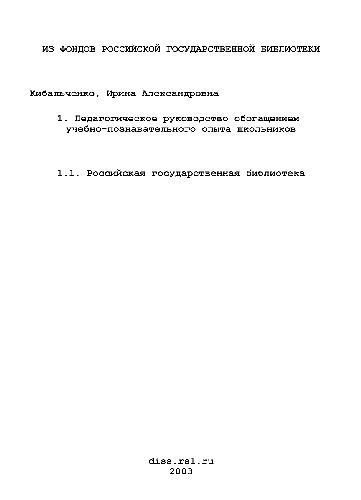 ИЗ ФОНДОВ РОССИЙСКОЙ ГОСУДАРСТВЕННОЙ БИБЛИОТЕКИ
Кибальченко, Ирина Александровна
1. Педагогическое руководство обогащением
учебно-познавательного опыта школьников
1.1. Российская государственная библиотека
diss.rsl.ru
2003